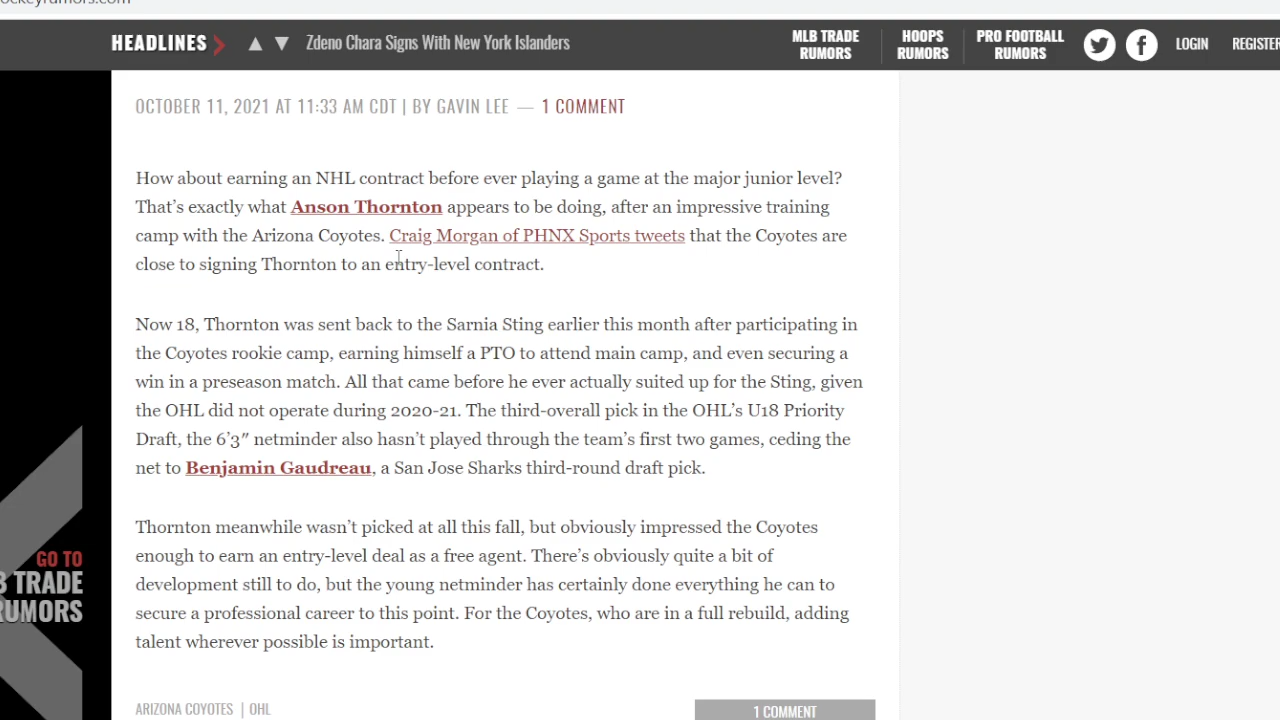 ockeyrumors.com
HEADLINES
Zdeno Chara Signs With New York Islanders
MLB TRADE
RUMORS
HOOPS
RUMORS
PRO FOOTBALL
RUMORS
LOGIN
REGISTER
OCTOBER 11, 2021 AT 11:33 AM CDT | BY GAVIN LEE — 1 COMMENT
How about earning an NHL contract before ever playing a game at the major junior level?
That's exactly what Anson Thornton appears to be doing, after an impressive training
camp with the Arizona Coyotes. Craig Morgan of PHNX Sports tweets that the Coyotes are
close to signing Thornton to an entry-level contract.
Now 18, Thornton was sent back to the Sarnia Sting earlier this month after participating in
the Coyotes rookie camp, earning himself a PTO to attend main camp, and even securing a
win in a preseason match. All that came before he ever actually suited up for the Sting, given
the OHL did not operate during 2020-21. The third-overall pick in the OHL's U18 Priority
Draft, the 6'3″ netminder also hasn't played through the team's first two games, ceding the
net to Benjamin Gaudreau, a San Jose Sharks third-round draft pick.
Thornton meanwhile wasn't picked at all this fall, but obviously impressed the Coyotes
enough to earn an entry-level deal as a free agent. There's obviously quite a bit of
development still to do, but the young netminder has certainly done everything he can to
secure a professional career to this point. For the Coyotes, who are in a full rebuild, adding
talent wherever possible is important.
GO TO
B TRADE
RUMORS
ARIZONA COYOTES | OHL
1 COMMENT